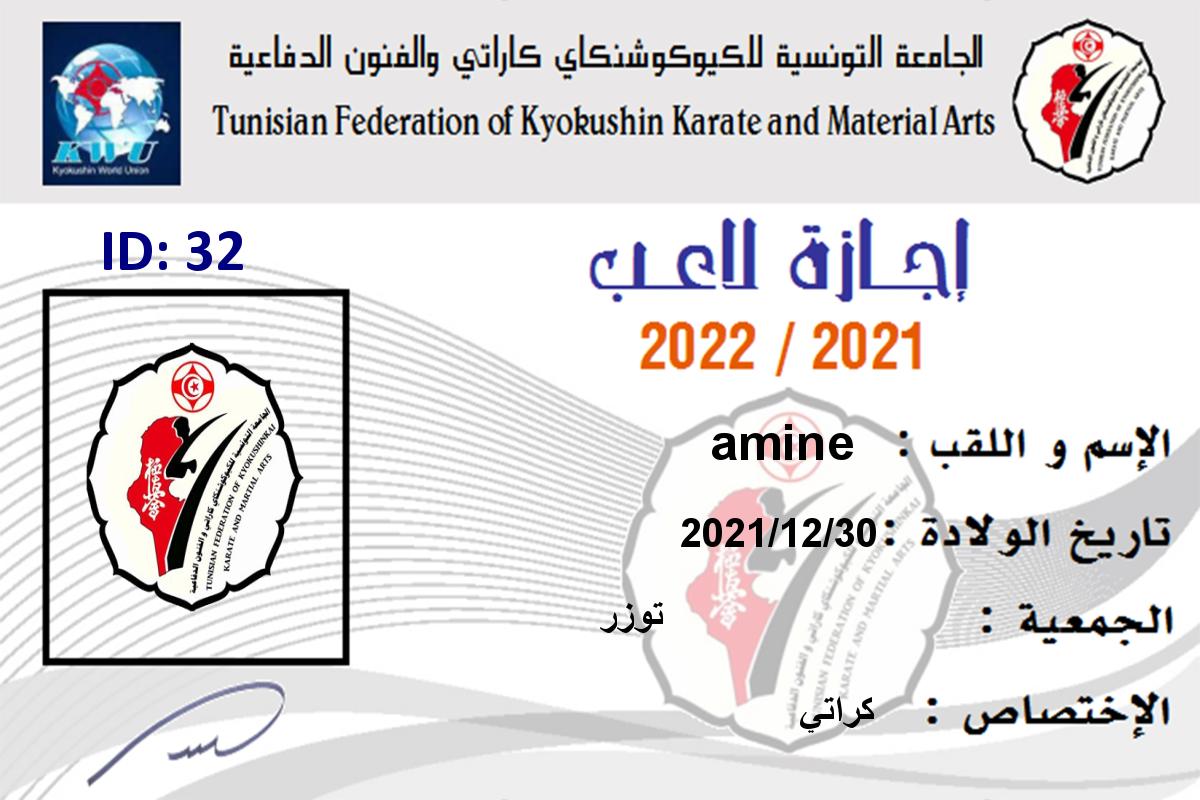 الجامعة التونسية للكيوكوشنكاي كاراتي والفنون الدفاعية
Tunisian Federation of Kyokushin Karate and Material Arts
KWU
Kyokushin World Union
ID: 32
إجازة لاعب
2022 / 2021
الإسم و اللقب : amine
تاريخ الولادة : 2021/12/30
الجمعية : توزر
الإختصاص : كراتي
الجامعة التونسية للكيوكوشنكاي كاراتي و الفنون الدفاعية
TUNISIAN FEDERATION OF KYOKUSHINKAI
KARATE AND MARTIAL ARTS